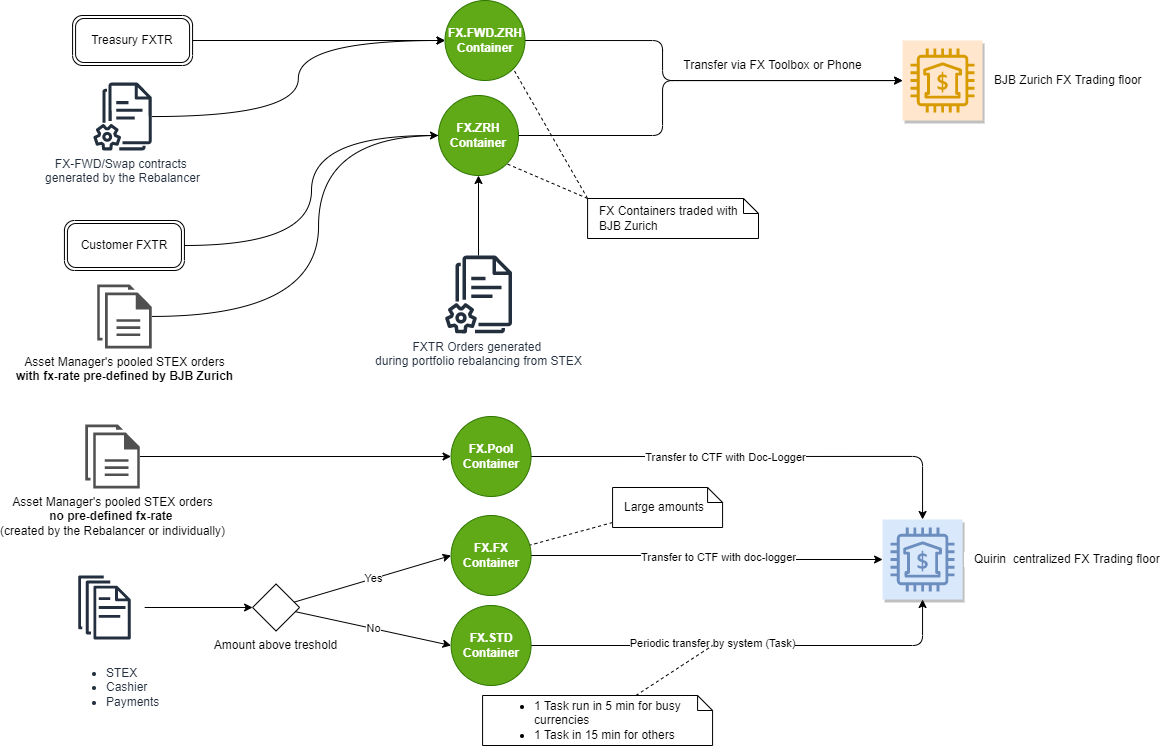 Treasury FXTR
FX.FWD.ZRH
Container
Transfer via FX Toolbox or Phone
BJB Zurich FX Trading floor
FX-FWD/Swap contracts
generated by the Rebalancer
FX.ZRH
Container
FX Containers traded with
BJB Zurich
Customer FXTR
Asset Manager's pooled STEX orders
with fx-rate pre-defined by BJB Zurich
FXTR Orders generated
during portfolio rebalancing from STEX
Asset Manager's pooled STEX orders
no pre-defined fx-rate
(created by the Rebalancer or individually)
FX.Pool
Container
Transfer to CTF with Doc-Logger
Large amounts
FX.FX
Container
Transfer to CTF with doc-logger
Quirin centralized FX Trading floor
Yes
No
Amount above treshold
FX.STD
Container
Periodic transfer by system (Task)
• STEX
• Cashier
• Payments
• 1 Task run in 5 min for busy
currencies
• 1 Task in 15 min for others